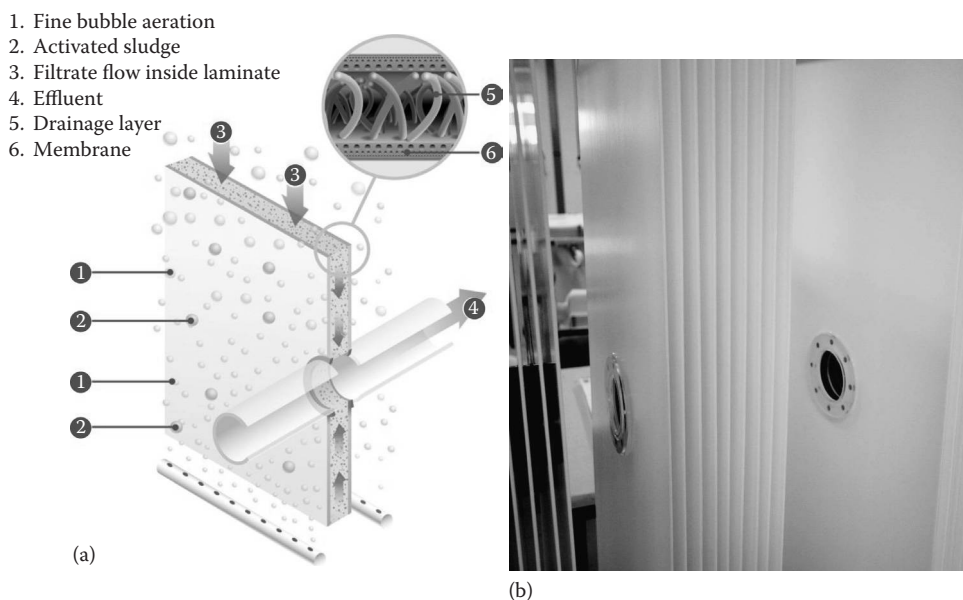 1. Fine bubble aeration
2. Activated sludge
3. Filtrate flow inside laminate
4. Effluent
5. Drainage layer
6. Membrane
3
3
5
6
1
2
4
1
2
(a)
(b)